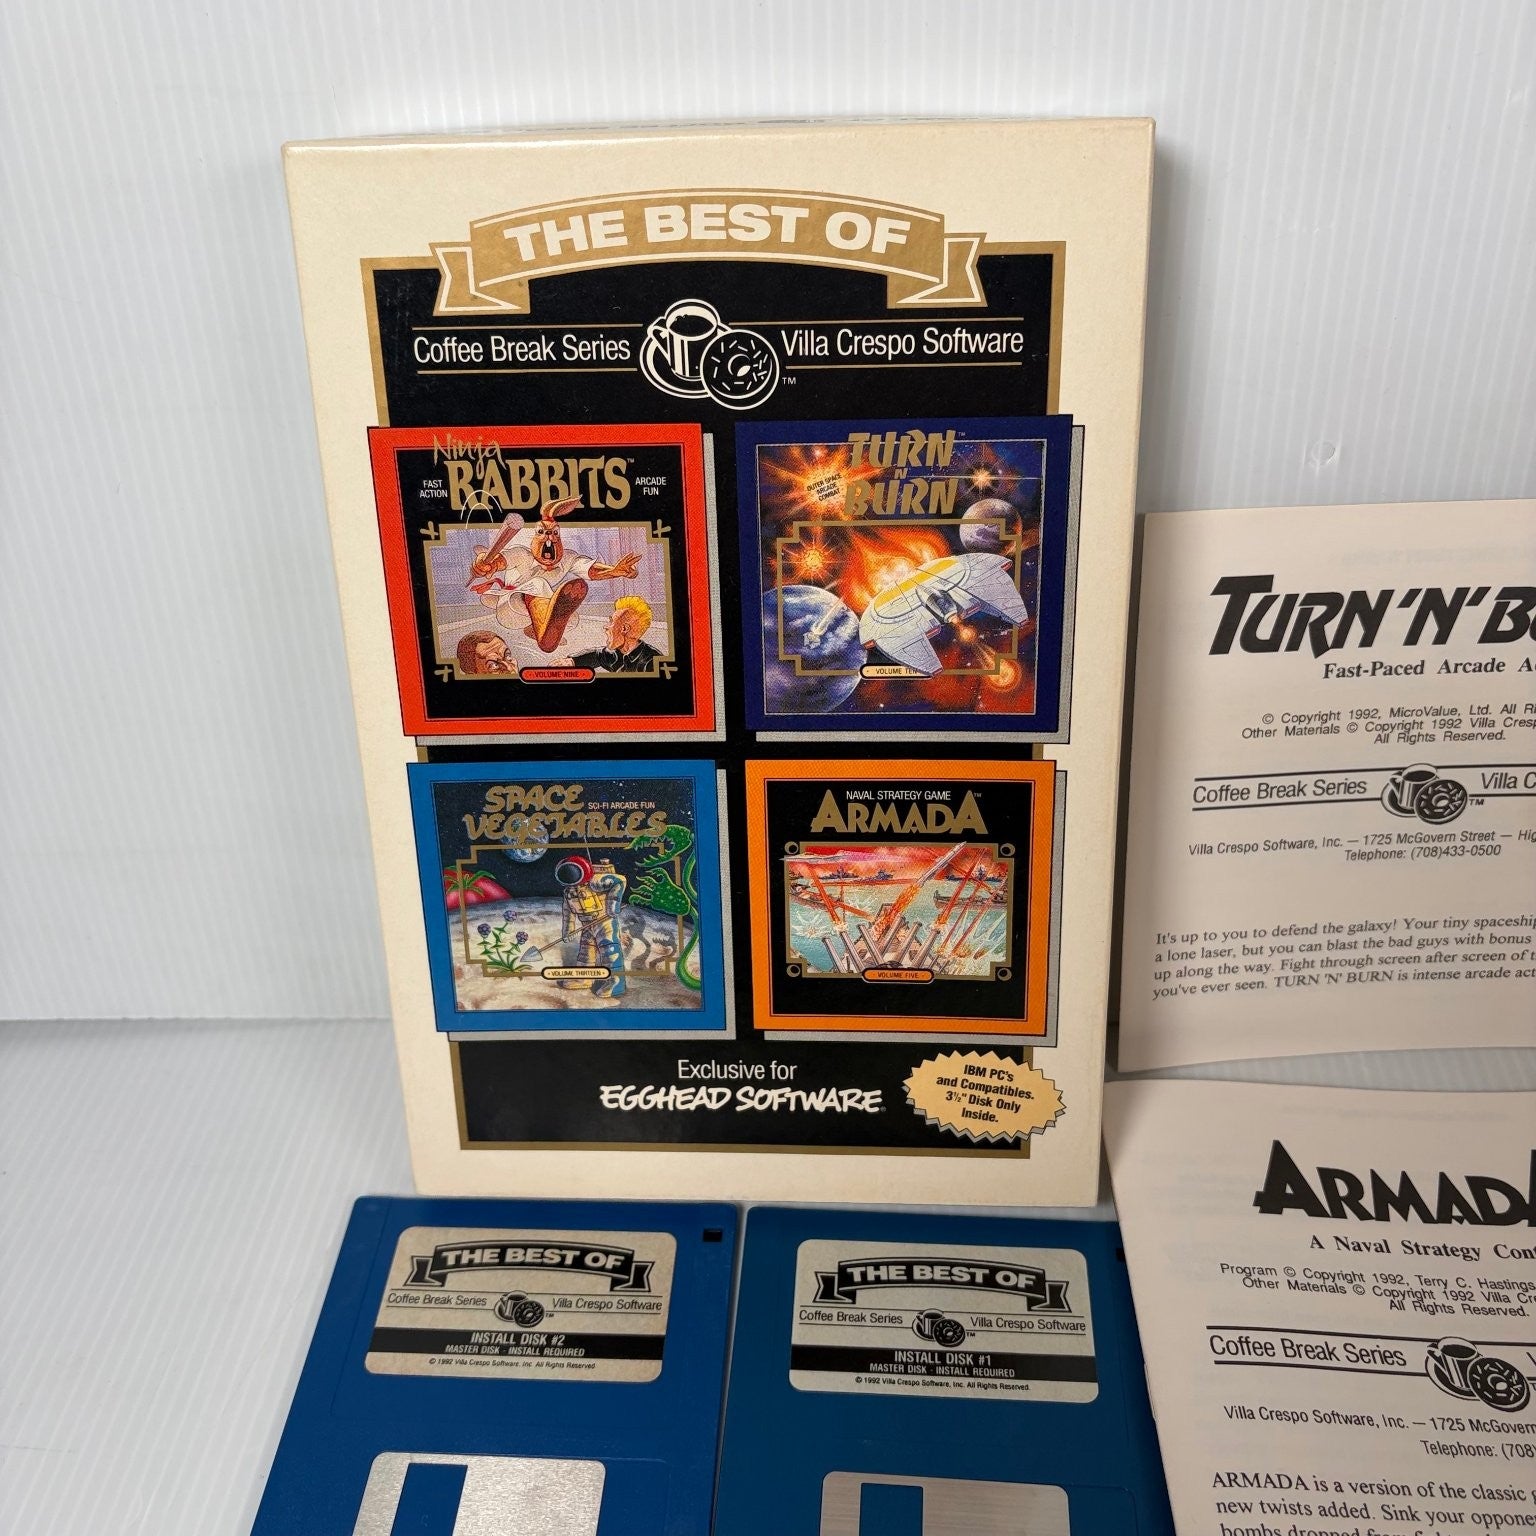 THE BEST OF
Coffee Break Series
Villa Crespo Software
TM
Ninja
RABBITS™
FAST
ACTION
ARCADE
FUN
· VOLUME NINE ·
TURN™
N
BURN
OUTER SPACE
ARCADE
COMBAT
· VOLUME TEN
SPACE
SCI-FI ARCADE FUN
VEGETABLES
· VOLUME THIRTEEN ·
NAVAL STRATEGY GAME
ARMADA™
· VOLUME FIVE ·
Exclusive for
EGGHEAD SOFTWARE®
IBM PC's
and Compatibles.
3½" Disk Only
Inside.
THE BEST OF
Coffee Break Series
Villa Crespo Software
TM
INSTALL DISK #2
MASTER DISK - INSTALL REQUIRED
© 1992 Villa Crespo Software, Inc. All Rights Reserved
THE BEST OF
Coffee Break Series
Villa Crespo Software
TM
INSTALL DISK #1
MASTER DISK - INSTALL REQUIRED
© 1992 Villa Crespo Software, Inc. All Rights Reserved.
TURN 'N' B
Fast-Paced Arcade A
© Copyright 1992, MicroValue, Ltd. All Ri
Other Materials © Copyright 1992 Villa Cresp
All Rights Reserved.
Coffee Break Series
TM
Villa C
Villa Crespo Software, Inc. — 1725 McGovern Street — Hig
Telephone: (708)433-0500
It's up to you to defend the galaxy! Your tiny spaceship
a lone laser, but you can blast the bad guys with bonus
up along the way. Fight through screen after screen of t
you've ever seen. TURN 'N' BURN is intense arcade act
ARMADA
A Naval Strategy Con
Program © Copyright 1992, Terry C. Hastings,
Other Materials © Copyright 1992 Villa Cre
All Rights Reserved.
Coffee Break Series
Villa Crespo Software, Inc. — 1725 McGovern
Telephone: (708
ARMADA is a version of the classic g
new twists added. Sink your oppone
bombs dropped from